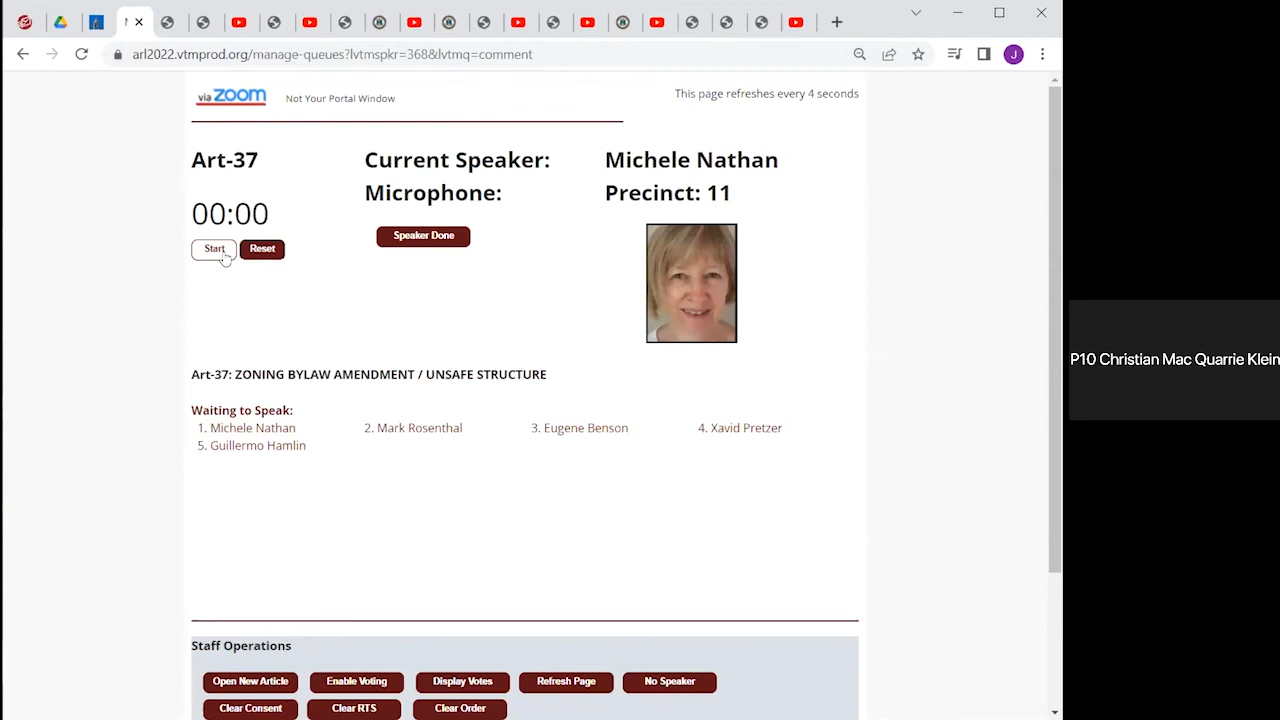 arl2022.vtmprod.org/manage-queues?lvtmspkr=368&lvtmq=comment
J
via ZOOM
Not Your Portal Window
This page refreshes every 4 seconds
Art-37
Current Speaker:
Michele Nathan
Microphone:
Precinct: 11
00:00
Speaker Done
Start
Reset
P10 Christian Mac Quarrie Klein
Art-37: ZONING BYLAW AMENDMENT / UNSAFE STRUCTURE
Waiting to Speak:
1. Michele Nathan
2. Mark Rosenthal
3. Eugene Benson
4. Xavid Pretzer
5. Guillermo Hamlin
Staff Operations
Open New Article
Enable Voting
Display Votes
Refresh Page
No Speaker
Clear Consent
Clear RTS
Clear Order